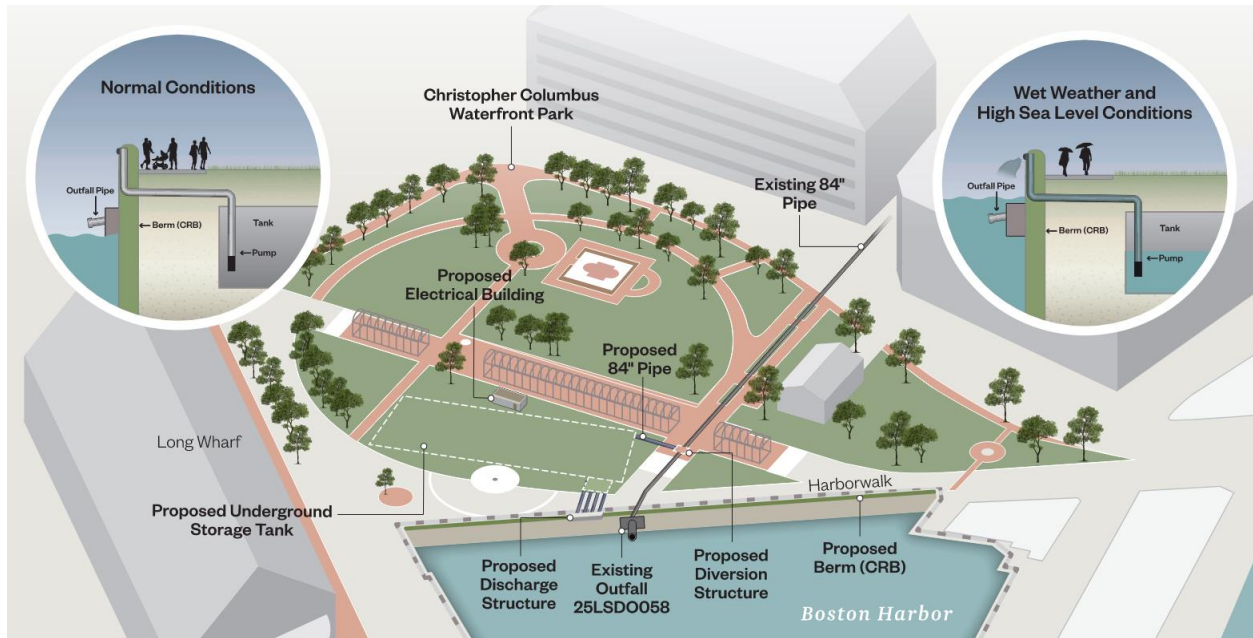 Normal Conditions
Outfall Pipe
Berm (CRB)
Tank
Pump
Christopher Columbus
Waterfront Park
Wet Weather and
High Sea Level Conditions
Outfall Pipe
Berm (CRB)
Tank
Pump
Existing 84"
Pipe
Proposed
Electrical Building
Proposed
84" Pipe
Long Wharf
Harborwalk
Proposed Underground
Storage Tank
Proposed
Discharge
Structure
Existing
Outfall
25LSDO058
Proposed
Diversion
Structure
Proposed
Berm (CRB)
Boston Harbor